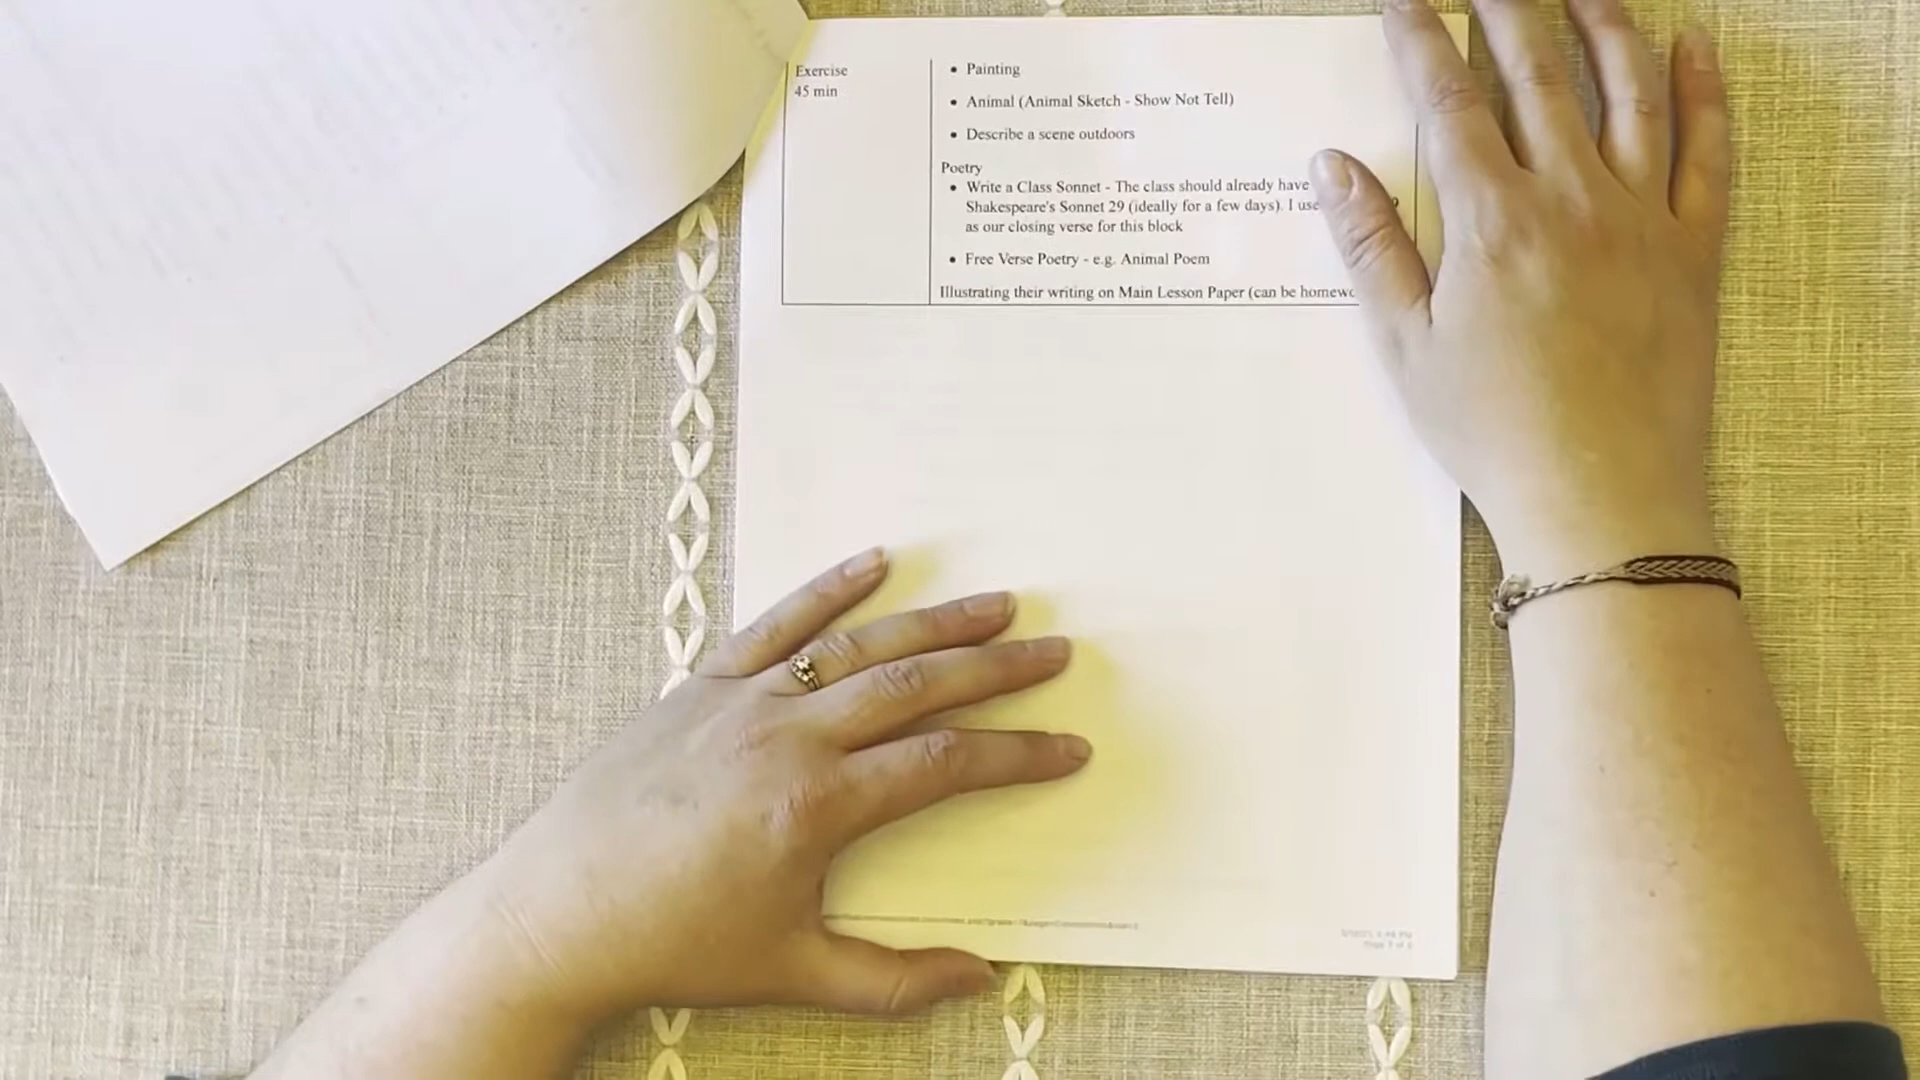 Exercise
45 min
• Painting
• Animal (Animal Sketch - Show Not Tell)
• Describe a scene outdoors
Poetry
• Write a Class Sonnet - The class should already have
Shakespeare's Sonnet 29 (ideally for a few days). I use
as our closing verse for this block
• Free Verse Poetry - e.g. Animal Poem
Illustrating their writing on Main Lesson Paper (can be homewo